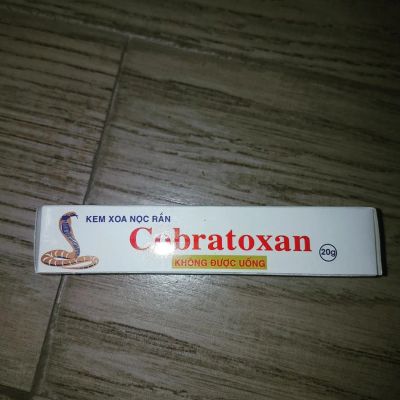 KEM XOA NỌC RẮN
Cobratoxan
20g
KHÔNG ĐƯỢC UỐNG